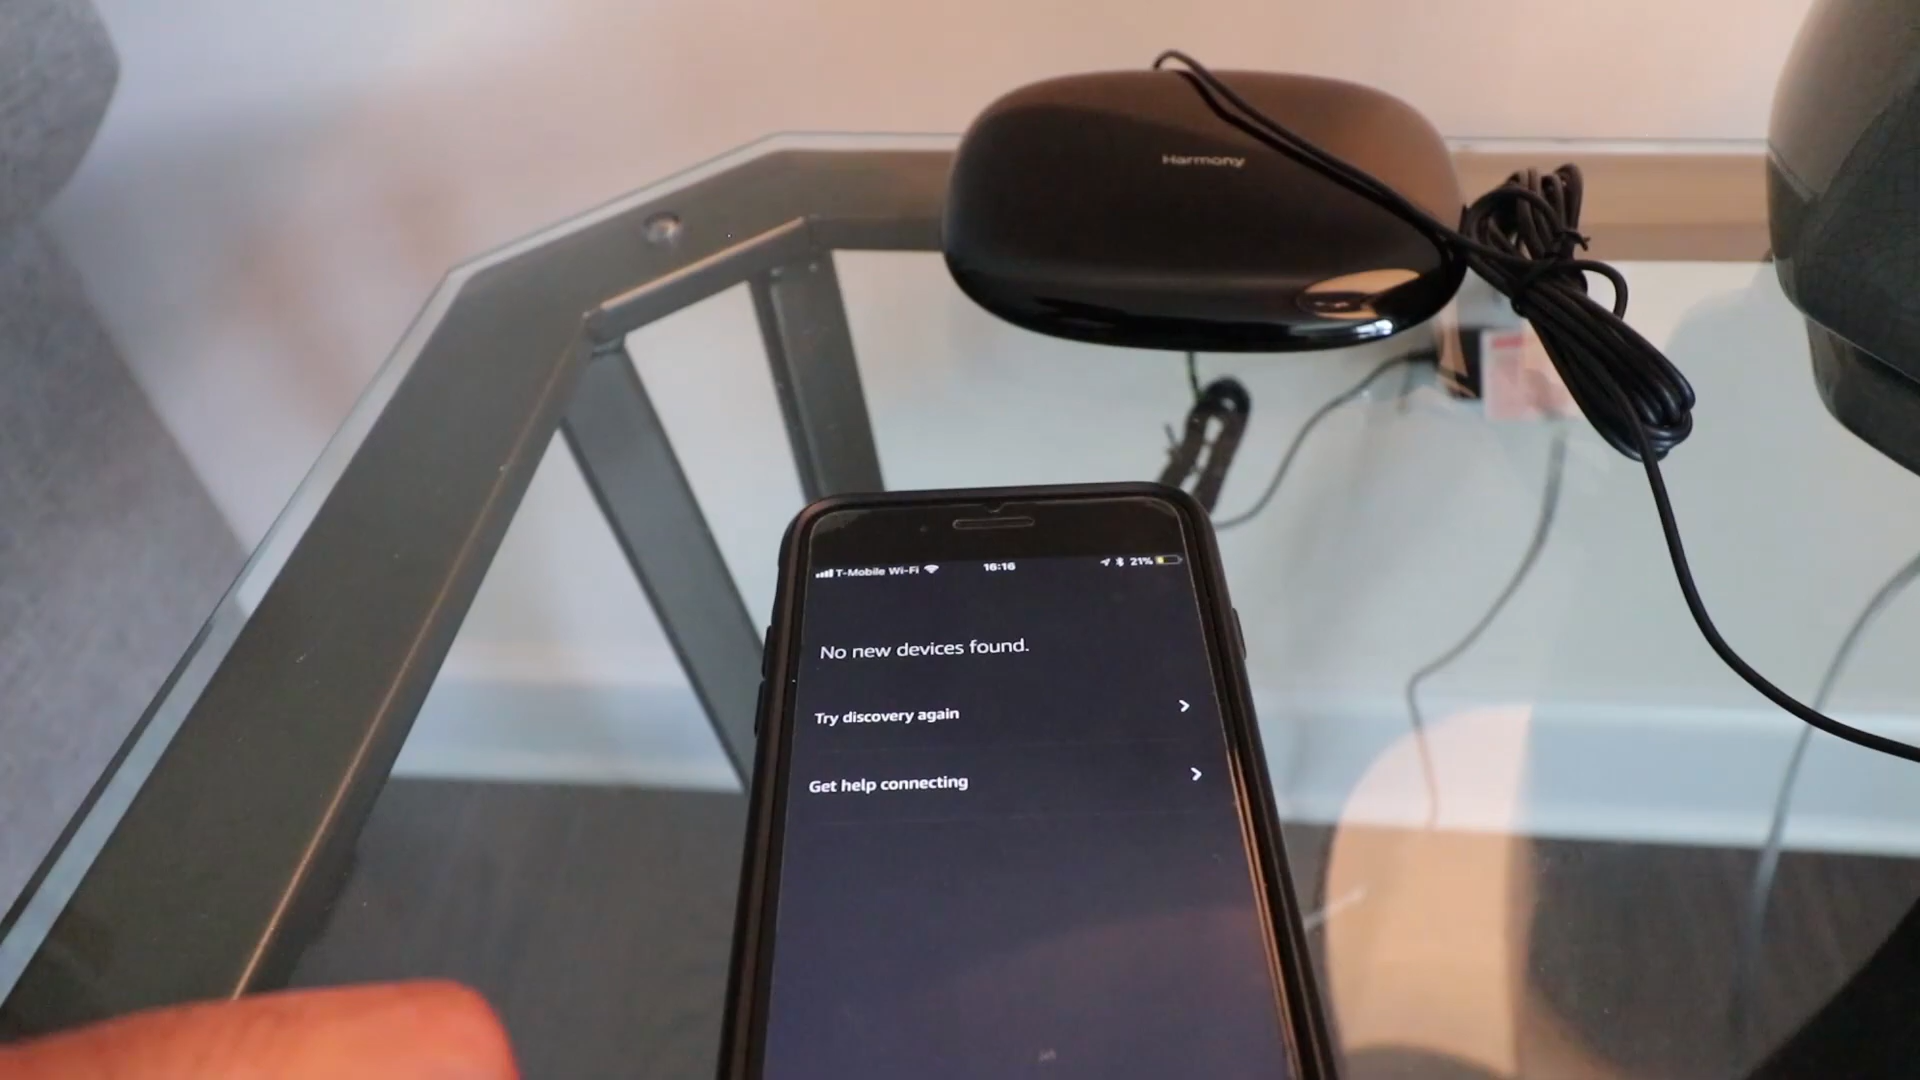 Harmony
T-Mobile Wi-Fi 16:16 21%
No new devices found.
Try discovery again
Get help connecting